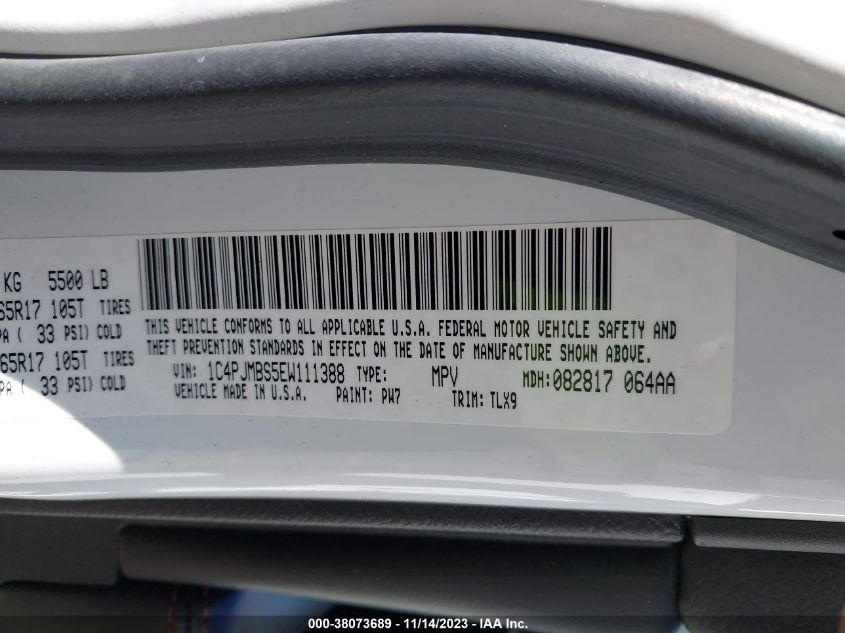 KG 5500 LB
65R17 105T TIRES
PA ( 33 PSI) COLD
65R17 105T TIRES
PA ( 33 PSI) COLD
THIS VEHICLE CONFORMS TO ALL APPLICABLE U.S.A. FEDERAL MOTOR VEHICLE SAFETY AND
THEFT PREVENTION STANDARDS IN EFFECT ON THE DATE OF MANUFACTURE SHOWN ABOVE.
VIN: 1C4PJMBS5EW111388 TYPE: MPV MDH:082817 064AA
VEHICLE MADE IN U.S.A. PAINT: PW7 TRIM: TLX9
000-38073689 - 11/14/2023 - IAA Inc.